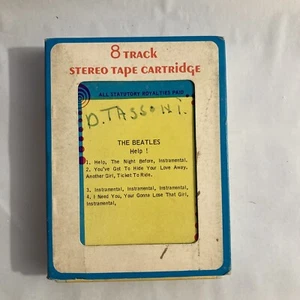 8 TRACK
STEREO TAPE CARTRIDGE
ALL STATUTORY ROYALTIES PAID
D. TASSONI.
THE BEATLES
Help !
1. Help, The Night Before, Instrumental,
2. You've Got To Hide Your Love Away,
Another Girl, Ticket To Ride.
3. Instrumental, Instrumental, Instrumental,
4. I Need You, Your Gonna Lose That Girl,
Instrumental,